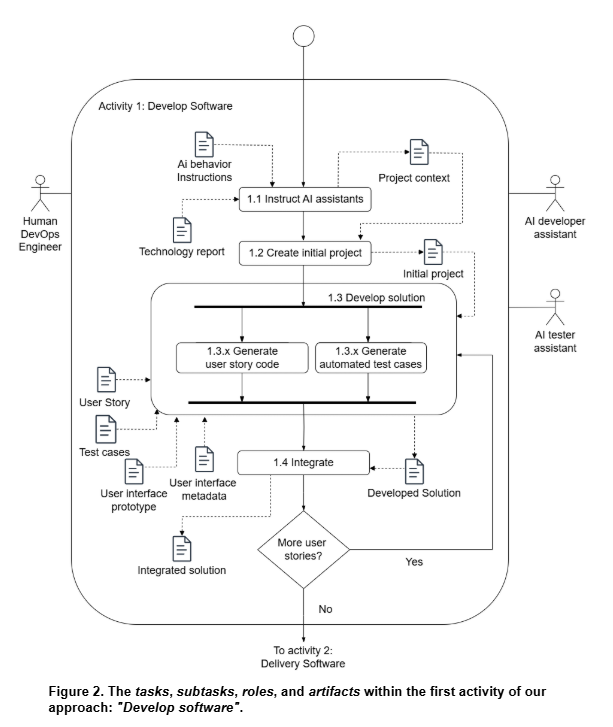 Activity 1: Develop Software
Ai behavior
Instructions
Project context
1.1 Instruct AI assistants
Human
DevOps
Engineer
AI developer
assistant
Technology report
1.2 Create initial project
Initial project
1.3 Develop solution
AI tester
assistant
1.3.x Generate
user story code
1.3.x Generate
automated test cases
User Story
Test cases
User interface
prototype
User interface
metadata
1.4 Integrate
Developed Solution
More user
stories?
Yes
Integrated solution
No
To activity 2:
Delivery Software
Figure 2. The tasks, subtasks, roles, and artifacts within the first activity of our
approach: "Develop software".